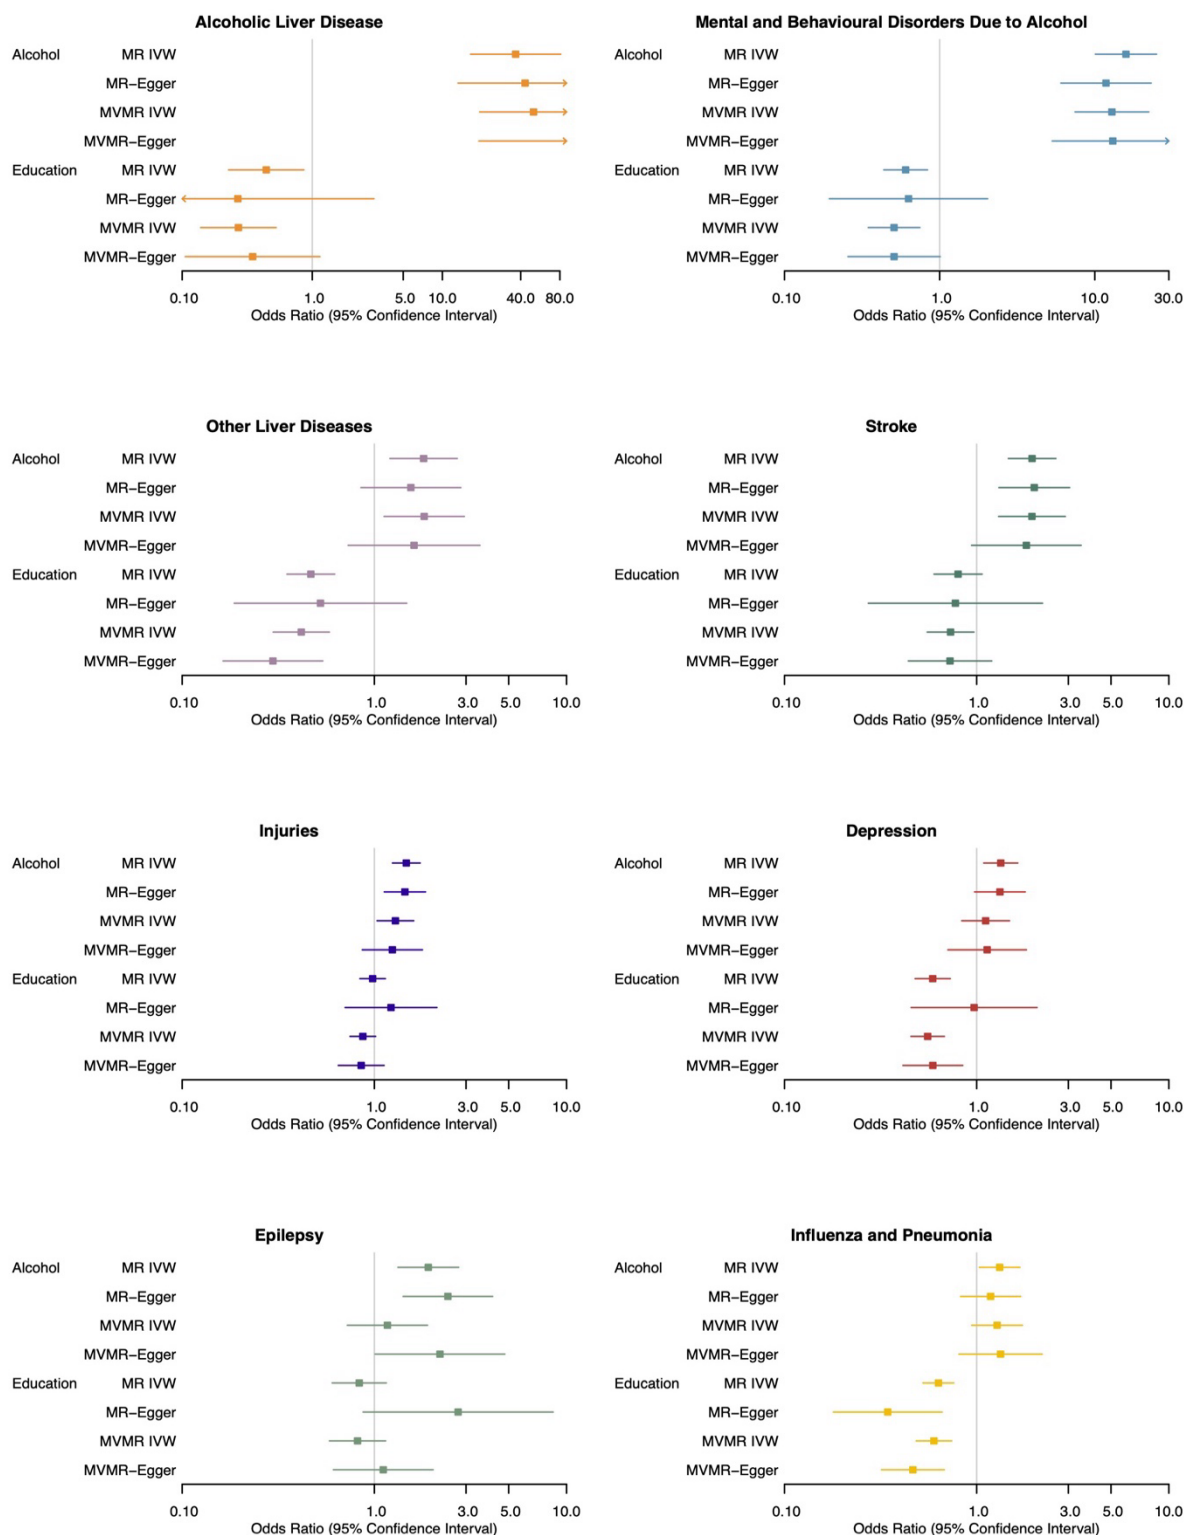 Alcoholic Liver Disease
Alcohol MR IVW
MR−Egger
MVMR IVW
MVMR−Egger
Education MR IVW
MR−Egger
MVMR IVW
MVMR−Egger
0.10 1.0 5.0 10.0 40.0 80.0
Odds Ratio (95% Confidence Interval)
Mental and Behavioural Disorders Due to Alcohol
Alcohol MR IVW
MR−Egger
MVMR IVW
MVMR−Egger
Education MR IVW
MR−Egger
MVMR IVW
MVMR−Egger
0.10 1.0 10.0 30.0
Odds Ratio (95% Confidence Interval)
Other Liver Diseases
Alcohol MR IVW
MR−Egger
MVMR IVW
MVMR−Egger
Education MR IVW
MR−Egger
MVMR IVW
MVMR−Egger
0.10 1.0 3.0 5.0 10.0
Odds Ratio (95% Confidence Interval)
Stroke
Alcohol MR IVW
MR−Egger
MVMR IVW
MVMR−Egger
Education MR IVW
MR−Egger
MVMR IVW
MVMR−Egger
0.10 1.0 3.0 5.0 10.0
Odds Ratio (95% Confidence Interval)
Injuries
Alcohol MR IVW
MR−Egger
MVMR IVW
MVMR−Egger
Education MR IVW
MR−Egger
MVMR IVW
MVMR−Egger
0.10 1.0 3.0 5.0 10.0
Odds Ratio (95% Confidence Interval)
Depression
Alcohol MR IVW
MR−Egger
MVMR IVW
MVMR−Egger
Education MR IVW
MR−Egger
MVMR IVW
MVMR−Egger
0.10 1.0 3.0 5.0 10.0
Odds Ratio (95% Confidence Interval)
Epilepsy
Alcohol MR IVW
MR−Egger
MVMR IVW
MVMR−Egger
Education MR IVW
MR−Egger
MVMR IVW
MVMR−Egger
0.10 1.0 3.0 5.0 10.0
Odds Ratio (95% Confidence Interval)
Influenza and Pneumonia
Alcohol MR IVW
MR−Egger
MVMR IVW
MVMR−Egger
Education MR IVW
MR−Egger
MVMR IVW
MVMR−Egger
0.10 1.0 3.0 5.0 10.0
Odds Ratio (95% Confidence Interval)